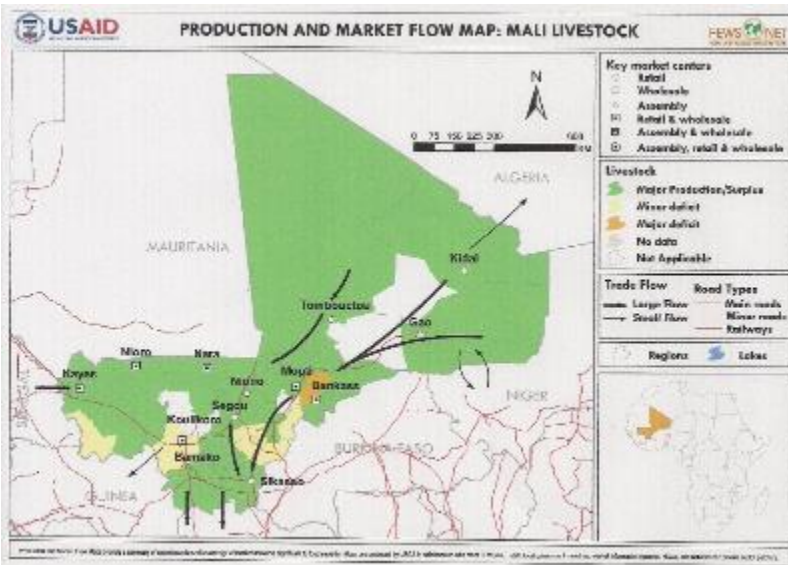 USAID
PRODUCTION AND MARKET FLOW MAP: MALI LIVESTOCK
FEWS NET
Key market centers
Retail
Wholesale
Assembly
Retail & wholesale
Assembly & wholesale
Assembly, retail & wholesale
N
0 75 150 225 300 600
KM
Livestock
Major Production/Surplus
Minor deficit
Major deficit
No data
Not Applicable
Trade Flow
Road Types
Large Flow
Small Flow
Main roads
Minor roads
Railways
Regions
Lakes
ALGERIA
MAURITANIA
Kidal
Tombouctou
Gao
Nioro
Nara
Kayes
Mopti
Bankass
Segou
Koulikoro
Bamako
Sikasso
NIGER
BURKINA FASO
GUINEA